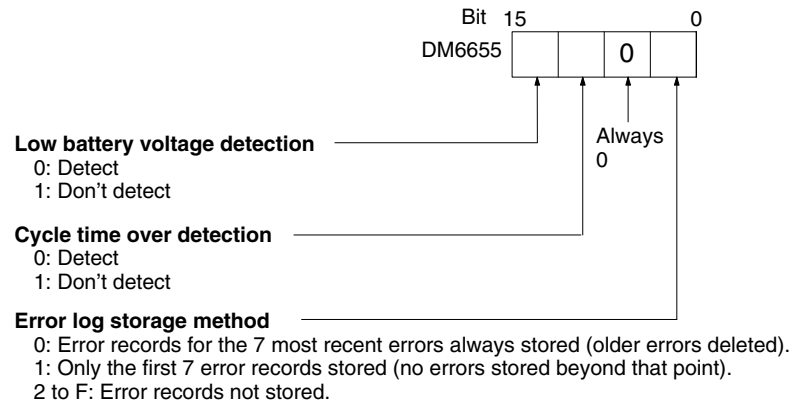 Bit 15 0
DM6655 0
Always
0
Low battery voltage detection
0: Detect
1: Don't detect
Cycle time over detection
0: Detect
1: Don't detect
Error log storage method
0: Error records for the 7 most recent errors always stored (older errors deleted).
1: Only the first 7 error records stored (no errors stored beyond that point).
2 to F: Error records not stored.